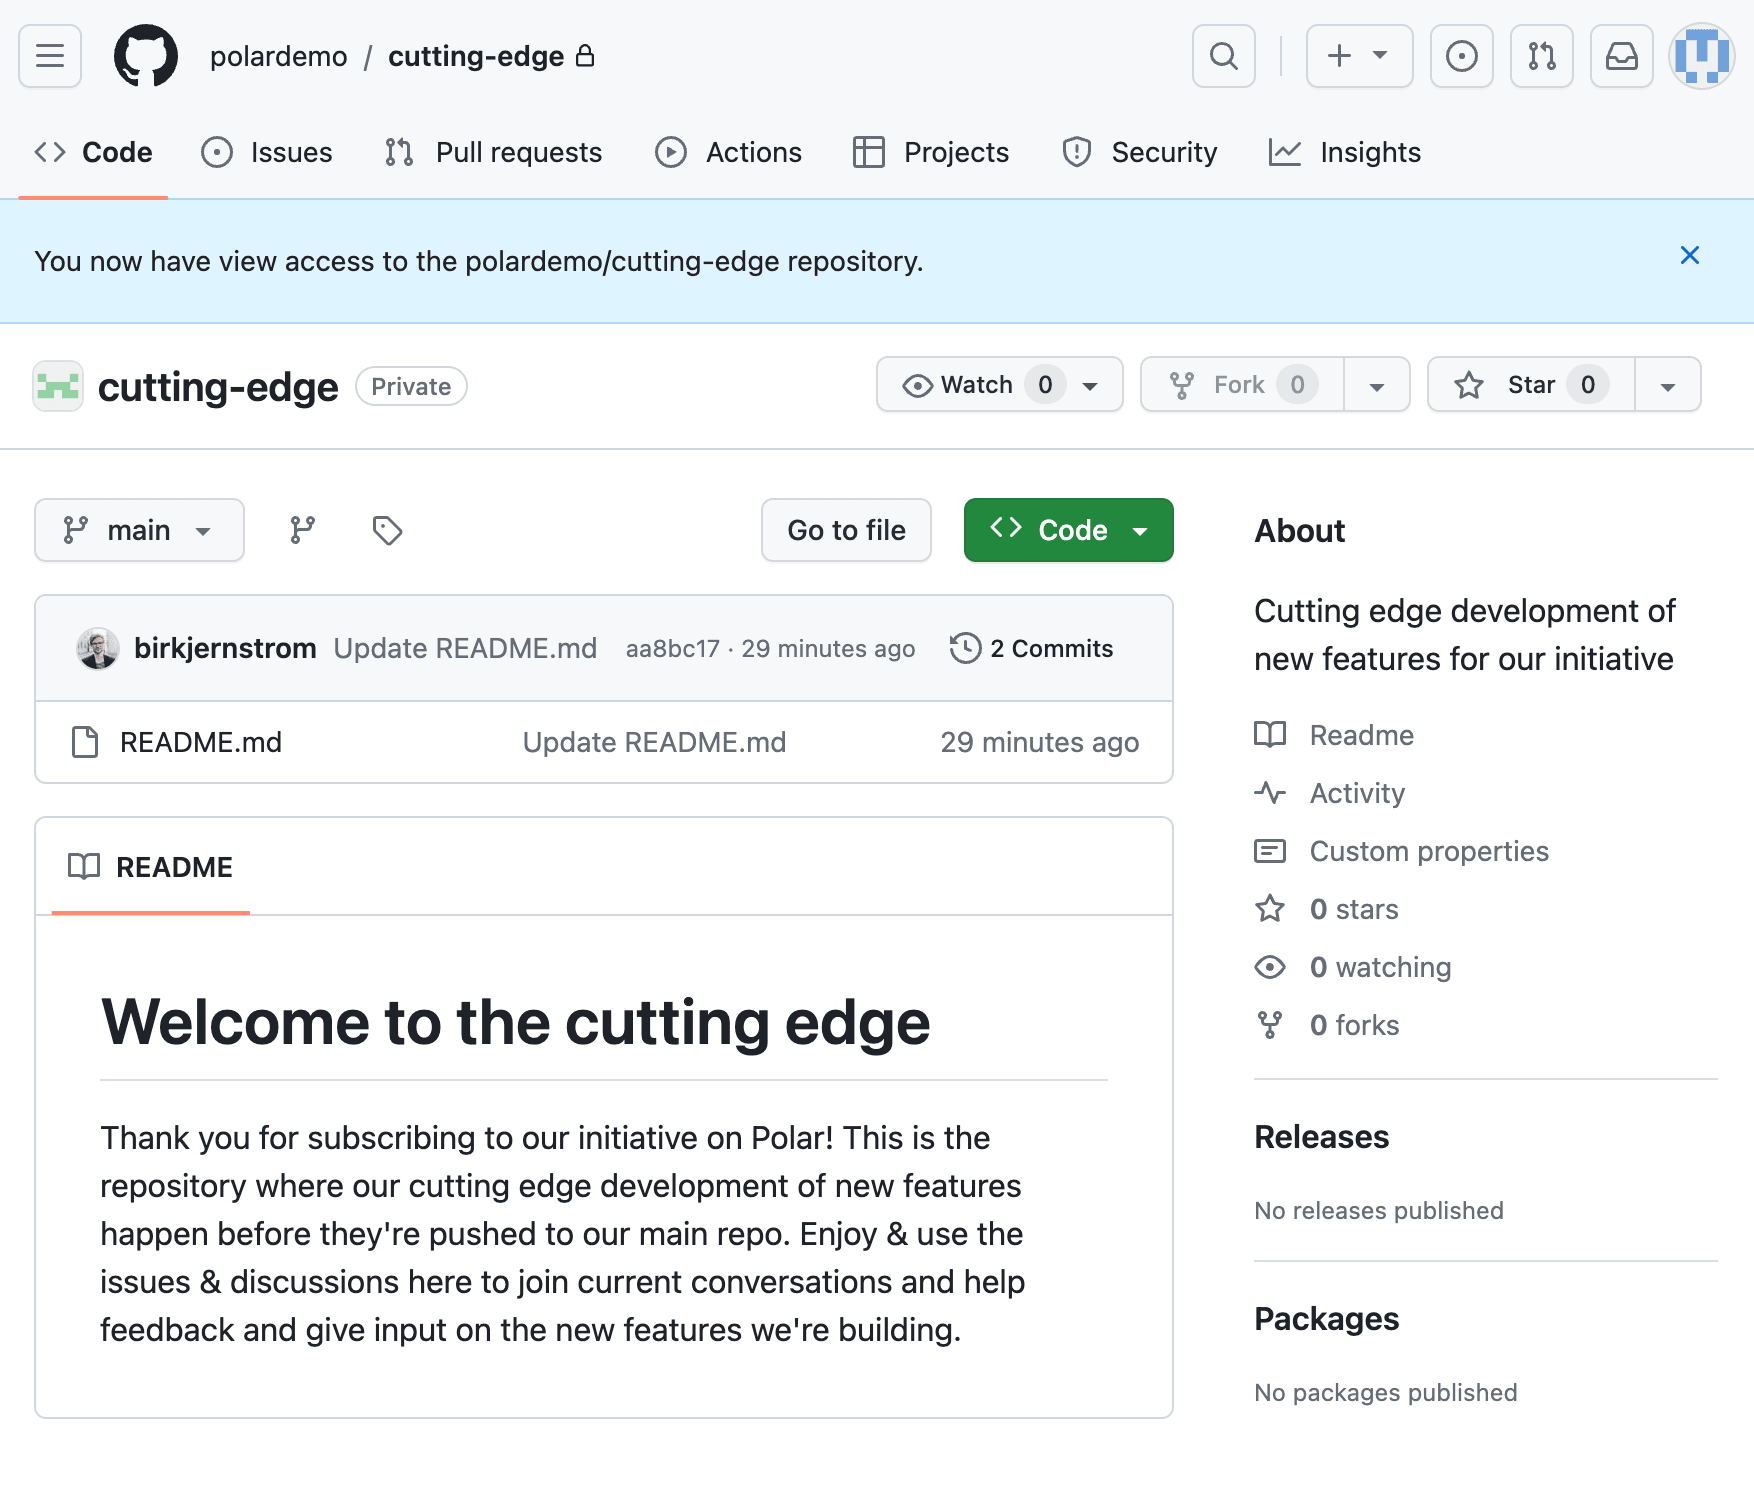 polardemo / cutting-edge
Code Issues Pull requests Actions Projects Security Insights
You now have view access to the polardemo/cutting-edge repository.
cutting-edge Private Watch 0 Fork 0 Star 0
main Go to file Code
birkjernstrom Update README.md aa8bc17 · 29 minutes ago 2 Commits
README.md Update README.md 29 minutes ago
README
Welcome to the cutting edge
Thank you for subscribing to our initiative on Polar! This is the
repository where our cutting edge development of new features
happen before they're pushed to our main repo. Enjoy & use the
issues & discussions here to join current conversations and help
feedback and give input on the new features we're building.
About
Cutting edge development of
new features for our initiative
Readme
Activity
Custom properties
0 stars
0 watching
0 forks
Releases
No releases published
Packages
No packages published